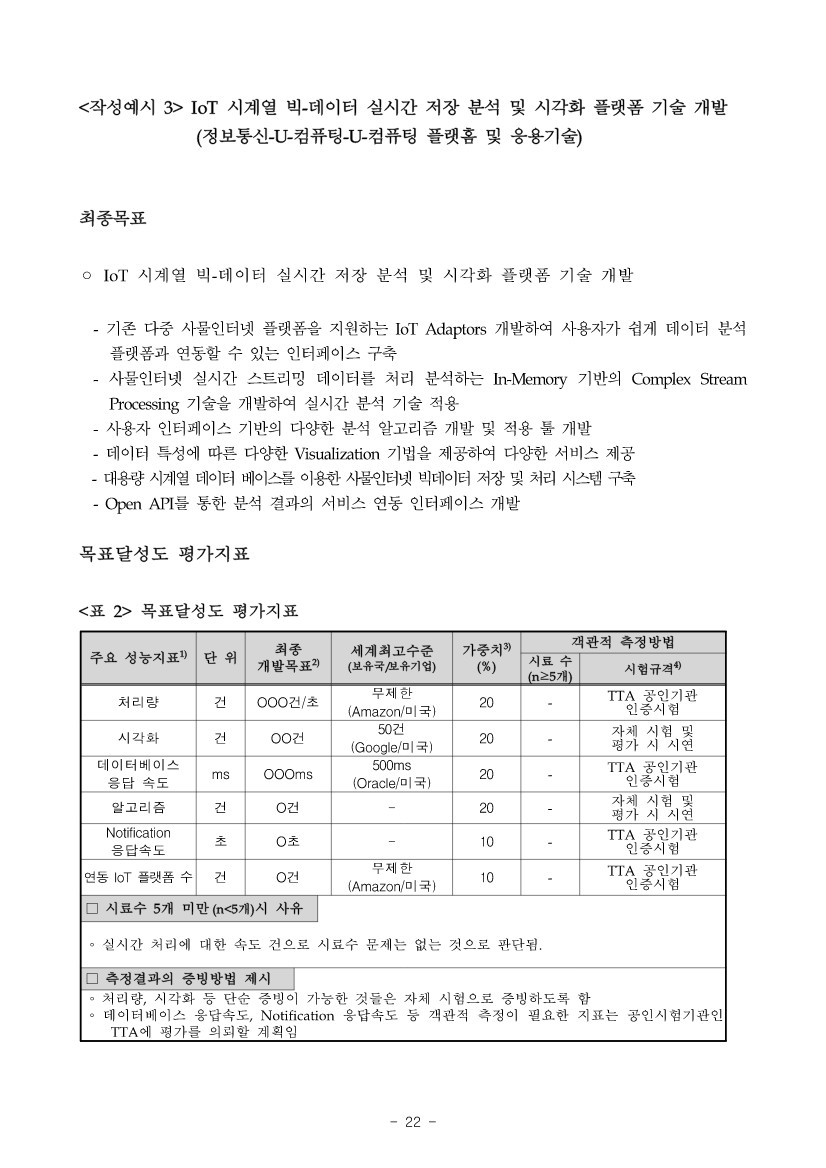 <작성예시 3> IoT 시계열 빅-데이터 실시간 저장 분석 및 시각화 플랫폼 기술 개발
(정보통신-U-컴퓨팅-U-컴퓨팅 플랫홈 및 응용기술)
최종목표
○ IoT 시계열 빅-데이터 실시간 저장 분석 및 시각화 플랫폼 기술 개발
- 기존 다중 사물인터넷 플랫폼을 지원하는 IoT Adaptors 개발하여 사용자가 쉽게 데이터 분석
플랫폼과 연동할 수 있는 인터페이스 구축
- 사물인터넷 실시간 스트리밍 데이터를 처리 분석하는 In-Memory 기반의 Complex Stream
Processing 기술을 개발하여 실시간 분석 기술 적용
- 사용자 인터페이스 기반의 다양한 분석 알고리즘 개발 및 적용 툴 개발
- 데이터 특성에 따른 다양한 Visualization 기법을 제공하여 다양한 서비스 제공
- 대용량 시계열 데이터 베이스를 이용한 사물인터넷 빅데이터 저장 및 처리 시스템 구축
- Open API를 통한 분석 결과의 서비스 연동 인터페이스 개발
목표달성도 평가지표
<표 2> 목표달성도 평가지표
주요 성능지표1) 단 위 최종 개발목표2) 세계최고수준 (보유국/보유기업) 가중치3) (%) 객관적 측정방법
시료 수 (n≥5개) 시험규격4)
처리량 건 OOO건/초 무제한 (Amazon/미국) 20 - TTA 공인기관 인증시험
시각화 건 OO건 50건 (Google/미국) 20 - 자체 시험 및 평가 시 시연
데이터베이스 응답 속도 ms OOOms 500ms (Oracle/미국) 20 - TTA 공인기관 인증시험
알고리즘 건 O건 - 20 - 자체 시험 및 평가 시 시연
Notification 응답속도 초 O초 - 10 - TTA 공인기관 인증시험
연동 IoT 플랫폼 수 건 O건 무제한 (Amazon/미국) 10 - TTA 공인기관 인증시험
□ 시료수 5개 미만 (n<5개)시 사유
◦ 실시간 처리에 대한 속도 건으로 시료수 문제는 없는 것으로 판단됨.
□ 측정결과의 증빙방법 제시
◦ 처리량, 시각화 등 단순 증빙이 가능한 것들은 자체 시험으로 증빙하도록 함
◦ 데이터베이스 응답속도, Notification 응답속도 등 객관적 측정이 필요한 지표는 공인시험기관인
TTA에 평가를 의뢰할 계획임
- 22 -